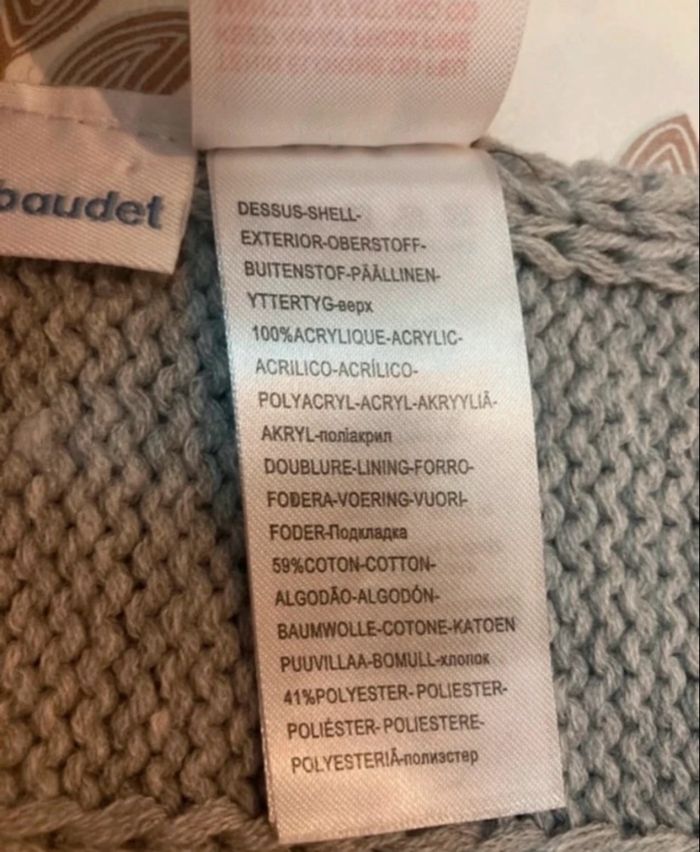 baudet
DESSUS-SHELL-
EXTERIOR-OBERSTOFF-
BUITENSTOF-PÄÄLLINEN-
YTTERTYG-верх
100%ACRYLIQUE-ACRYLIC-
ACRILICO-ACRÍLICO-
POLYACRYL-ACRYL-AKRYYLIÄ-
AKRYL-поліакрил
DOUBLURE-LINING-FORRO-
FODERA-VOERING-VUORI-
FODER-Подкладка
59%COTON-COTTON-
ALGODÃO-ALGODÓN-
BAUMWOLLE-COTONE-KATOEN
PUUVILLAA-BOMULL-хлопок
41%POLYESTER-POLIESTER-
POLIÉSTER-POLIESTERE-
POLYESTERIÄ-полиэстер